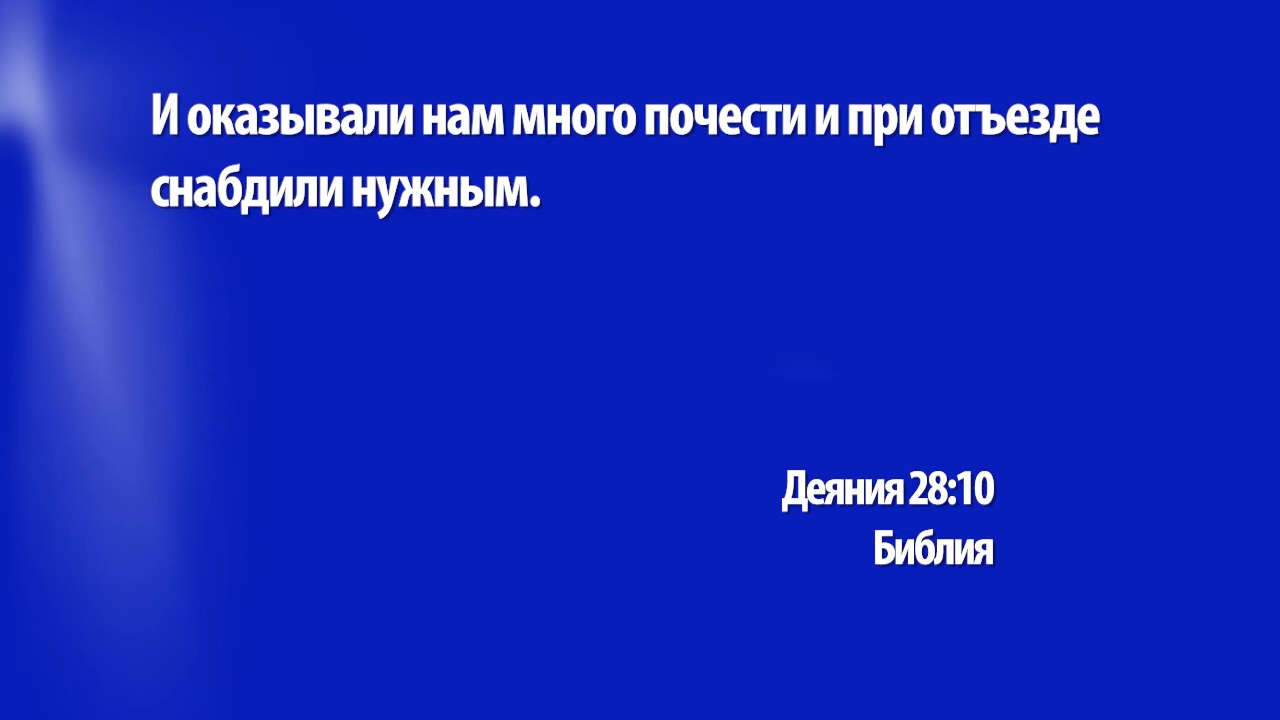 И оказывали нам много почести и при отъезде
снабдили нужным.
Деяния 28:10
Библия